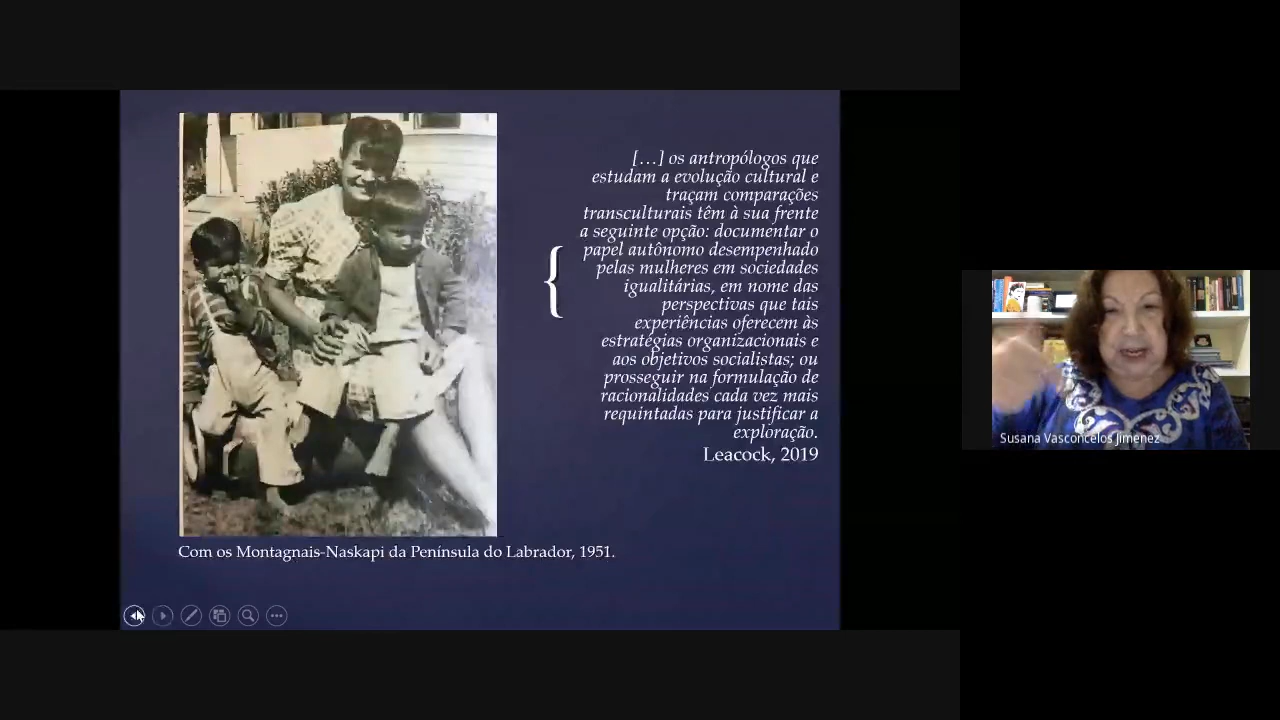 […] os antropólogos que
estudam a evolução cultural e
traçam comparações
transculturais têm à sua frente
a seguinte opção: documentar o
papel autônomo desempenhado
pelas mulheres em sociedades
igualitárias, em nome das
perspectivas que tais
experiências oferecem às
estratégias organizacionais e
aos objetivos socialistas; ou
prosseguir na formulação de
racionalidades cada vez mais
requintadas para justificar a
exploração.
Leacock, 2019
Com os Montagnais-Naskapi da Península do Labrador, 1951.
Susana Vasconcelos Jimenez